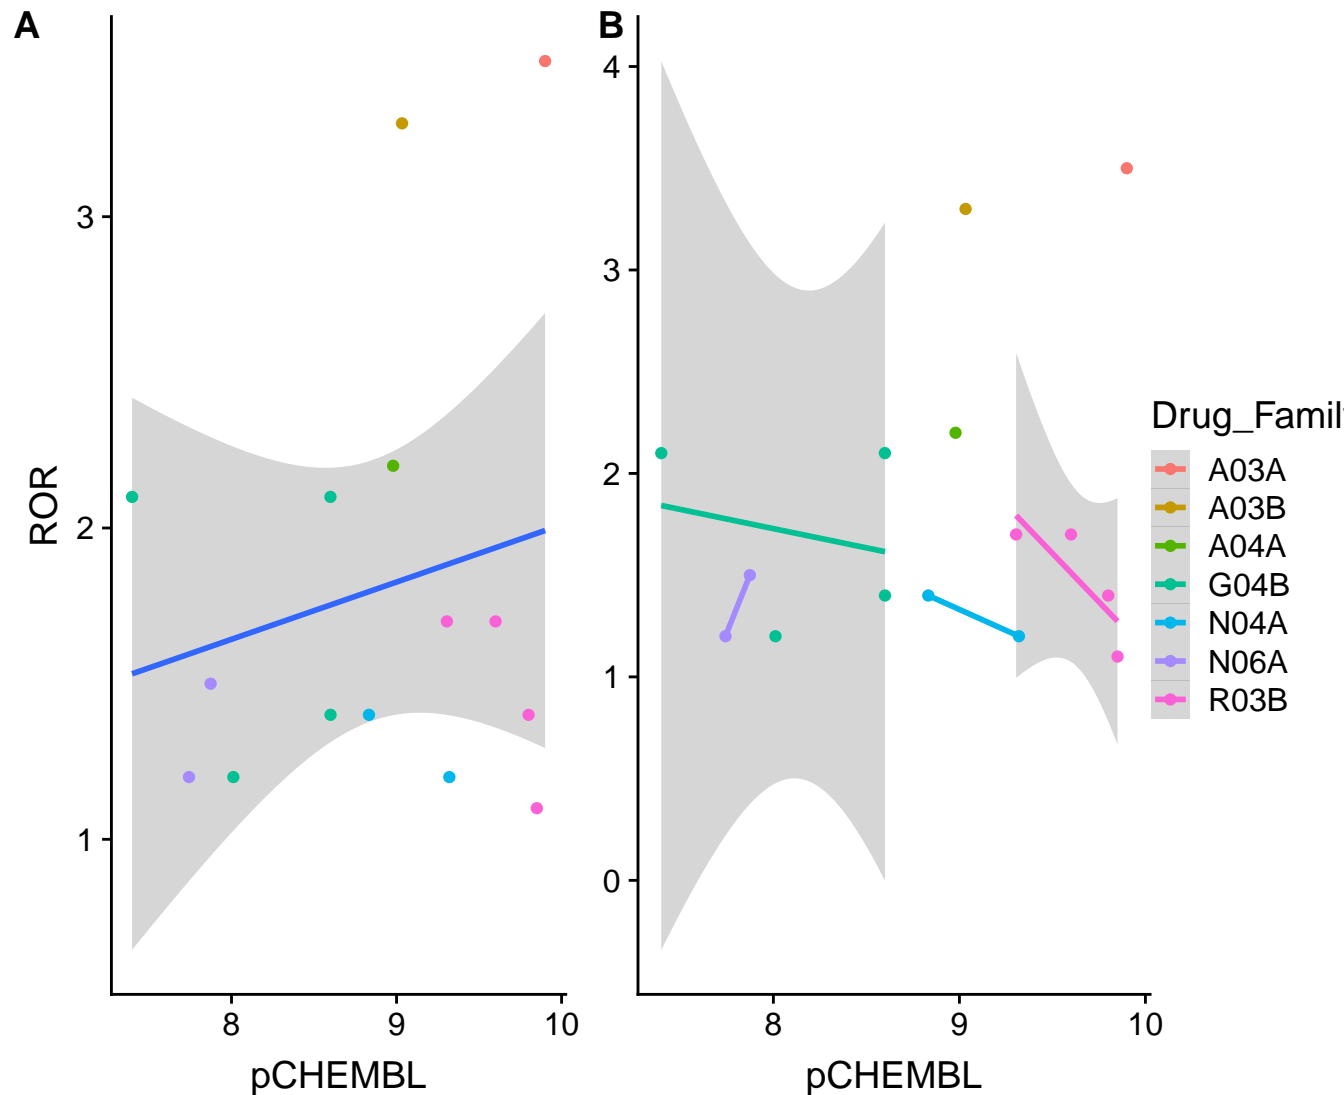 A
ROR
3
2
1
8 9 10
pCHEMBL
B
4
3
2
1
0
8 9 10
pCHEMBL
Drug_Famil
A03A
A03B
A04A
G04B
N04A
N06A
R03B